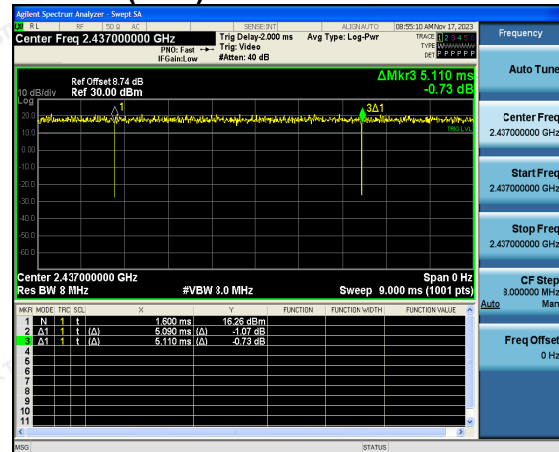 Agilent Spectrum Analyzer - Swept SA
RL RF 50 Ω AC SENSE:INT ALIGN AUTO 08:55:10 AM Nov 17, 2023
Center Freq 2.437000000 GHz
PNO: Fast
IFGain:Low
Trig Delay-2.000 ms
Trig: Video
#Atten: 40 dB
Avg Type: Log-Pwr
TRACE 1 2 3 4 5 6
TYPE WWWWWW
DET P P P P P P
Ref Offset 8.74 dB
10 dB/div Ref 30.00 dBm
Log
ΔMkr3 5.110 ms
-0.73 dB
1
3Δ1
TRIG LVL
20.0
10.0
0.00
-10.0
-20.0
-30.0
-40.0
-50.0
-60.0
Center 2.437000000 GHz Span 0 Hz
Res BW 8 MHz #VBW 8.0 MHz Sweep 9.000 ms (1001 pts)
MKR MODE TRC SCL X Y FUNCTION FUNCTION WIDTH FUNCTION VALUE
1 N 1 t 1.600 ms 16.26 dBm
2 Δ1 1 t (Δ) 5.090 ms (Δ) -1.07 dB
3 Δ1 1 t (Δ) 5.110 ms (Δ) -0.73 dB
4
5
6
7
8
9
10
11
MSG STATUS
Frequency
Auto Tune
Center Freq
2.437000000 GHz
Start Freq
2.437000000 GHz
Stop Freq
2.437000000 GHz
CF Step
8.000000 MHz
Auto Man
Freq Offset
0 Hz